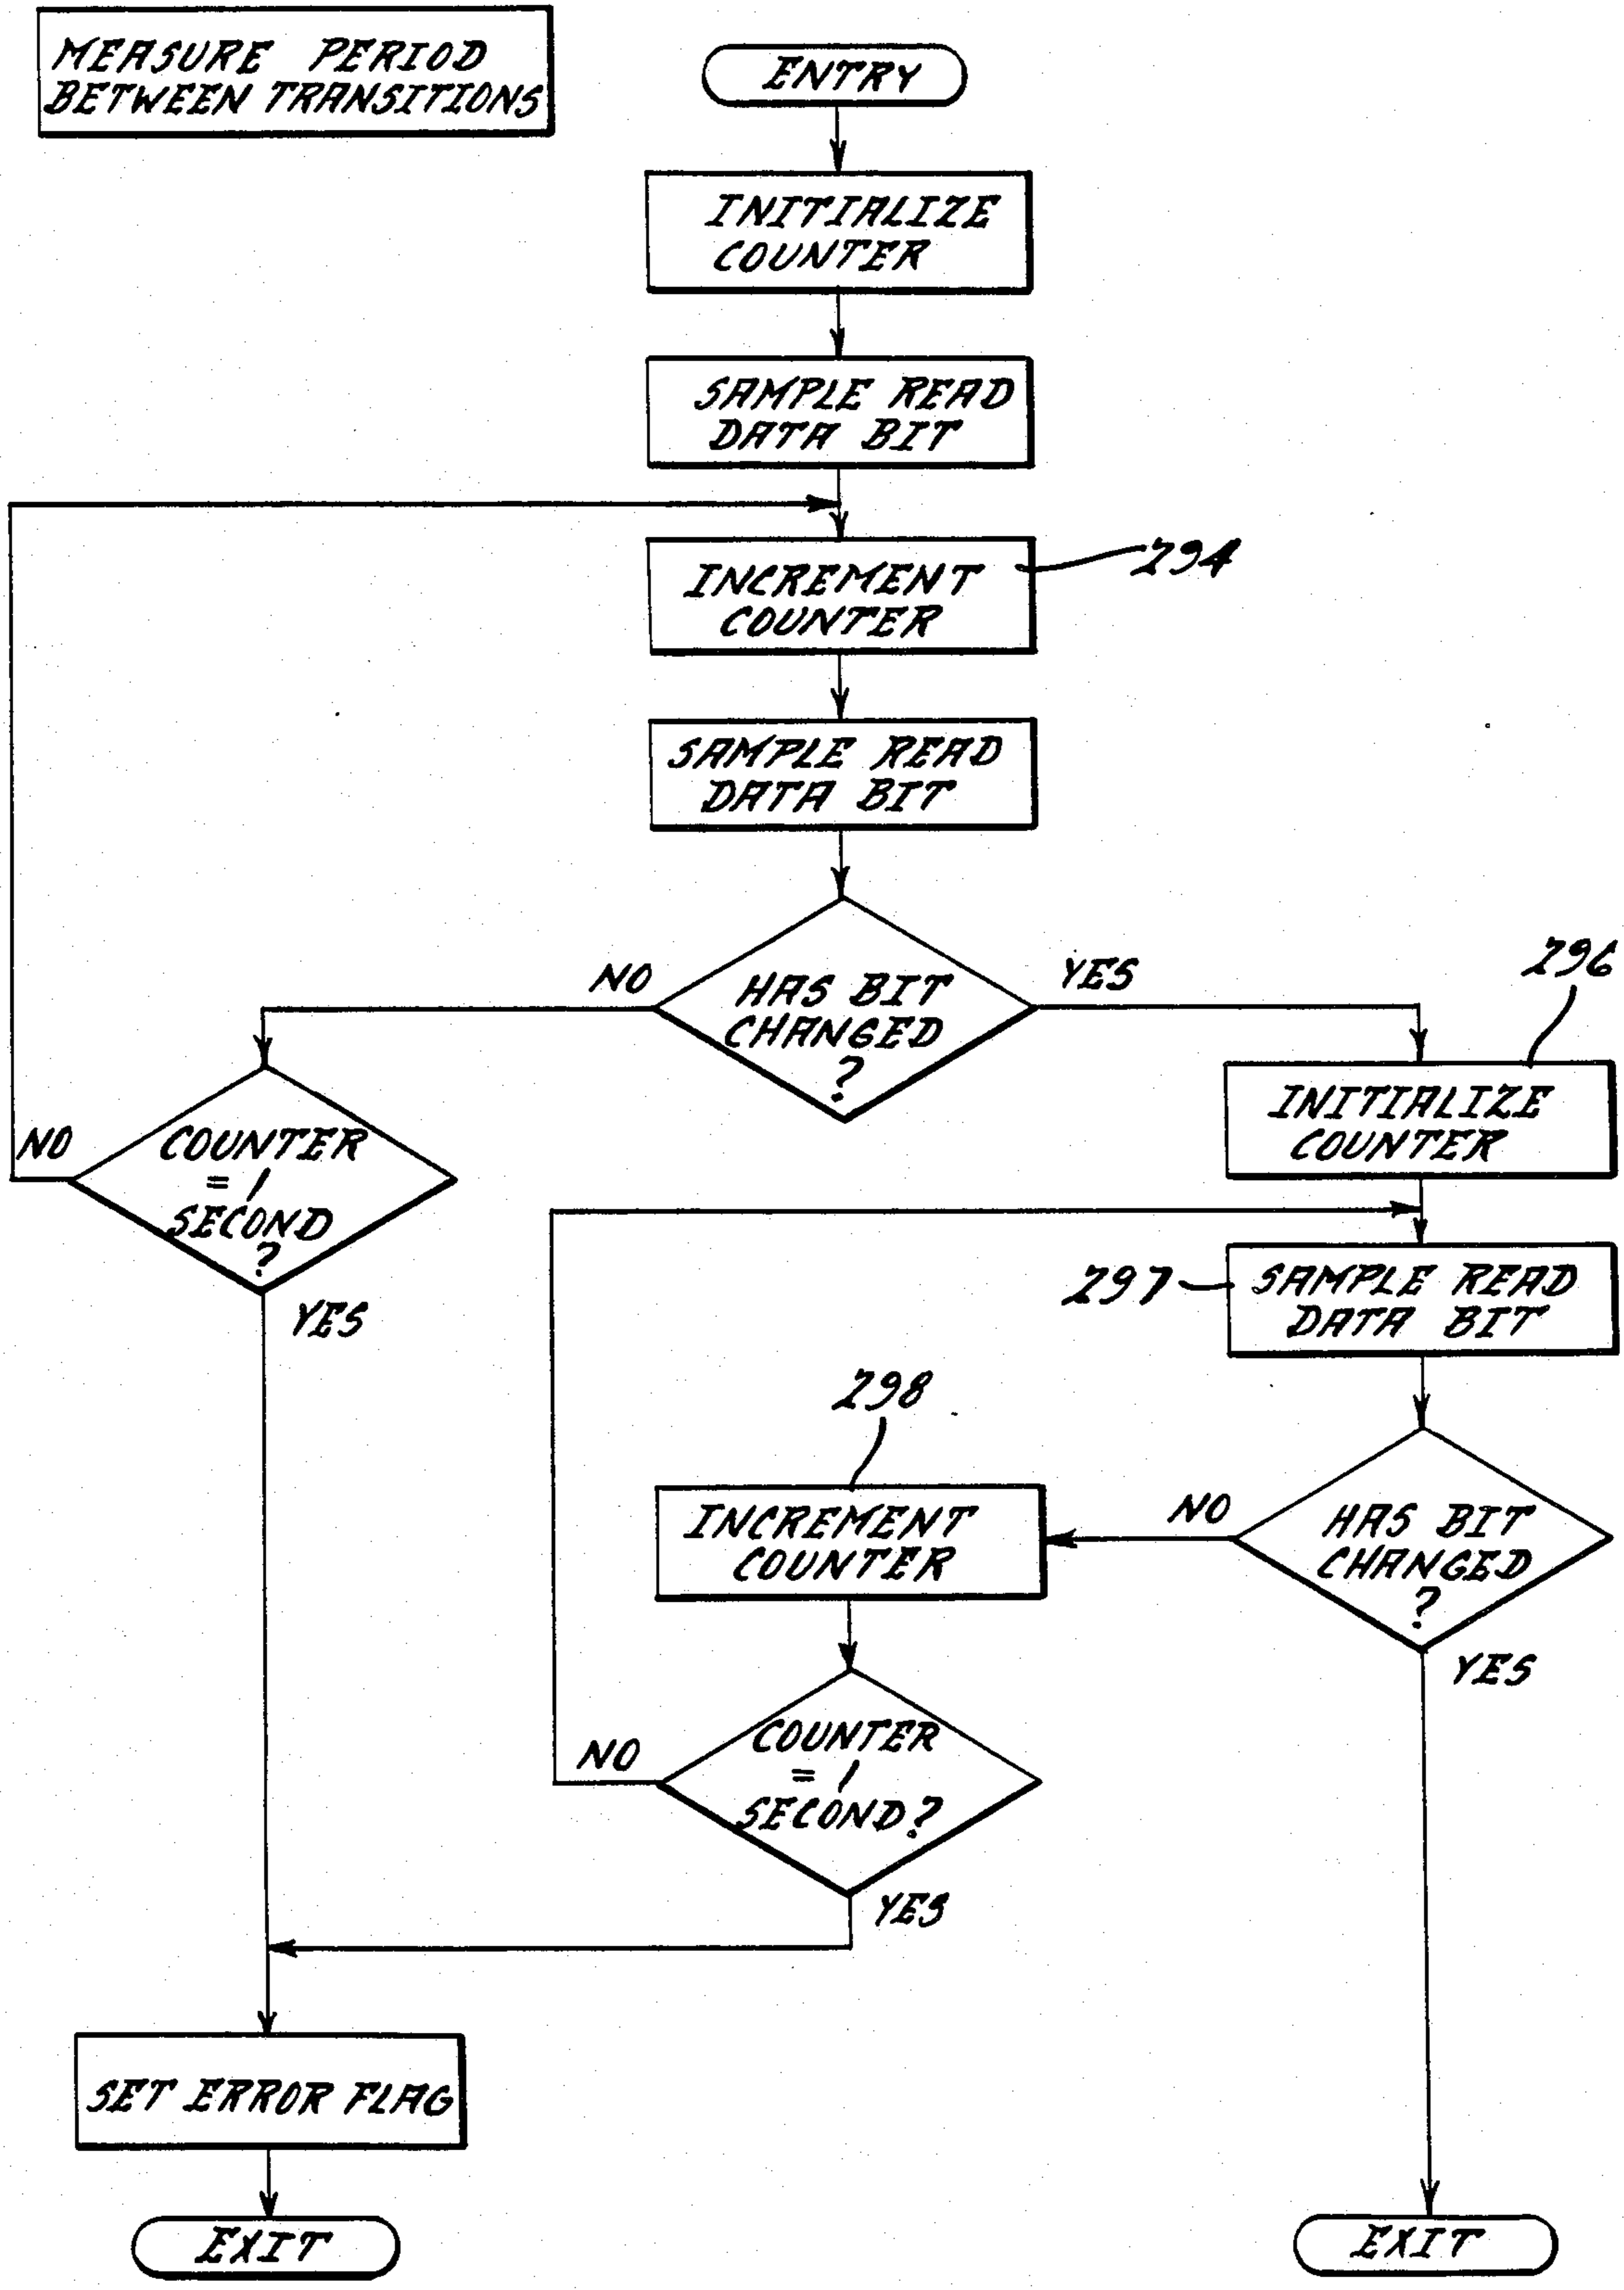 MEASURE PERIOD
BETWEEN TRANSITIONS
ENTRY
INITIALIZE
COUNTER
SAMPLE READ
DATA BIT
INCREMENT
COUNTER
294
SAMPLE READ
DATA BIT
HAS BIT
CHANGED
?
NO
YES
296
INITIALIZE
COUNTER
COUNTER
= 1
SECOND
?
NO
YES
297
SAMPLE READ
DATA BIT
298
INCREMENT
COUNTER
NO
HAS BIT
CHANGED
?
YES
COUNTER
= 1
SECOND?
NO
YES
SET ERROR FLAG
EXIT
EXIT